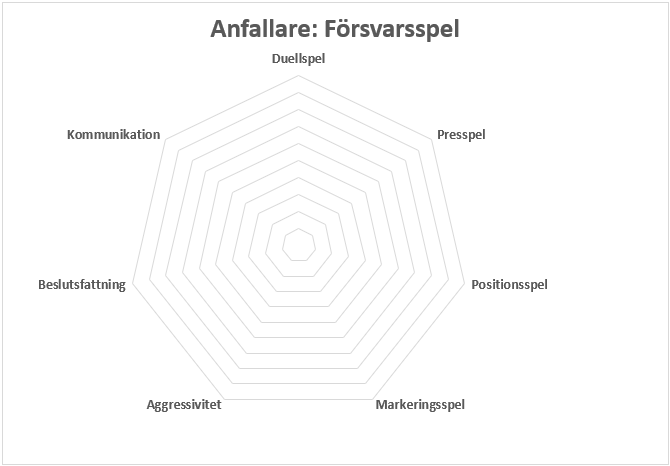 Anfallare: Försvarsspel
Duellspel
Kommunikation
Presspel
Beslutsfattning
Positionsspel
Aggressivitet
Markeringsspel